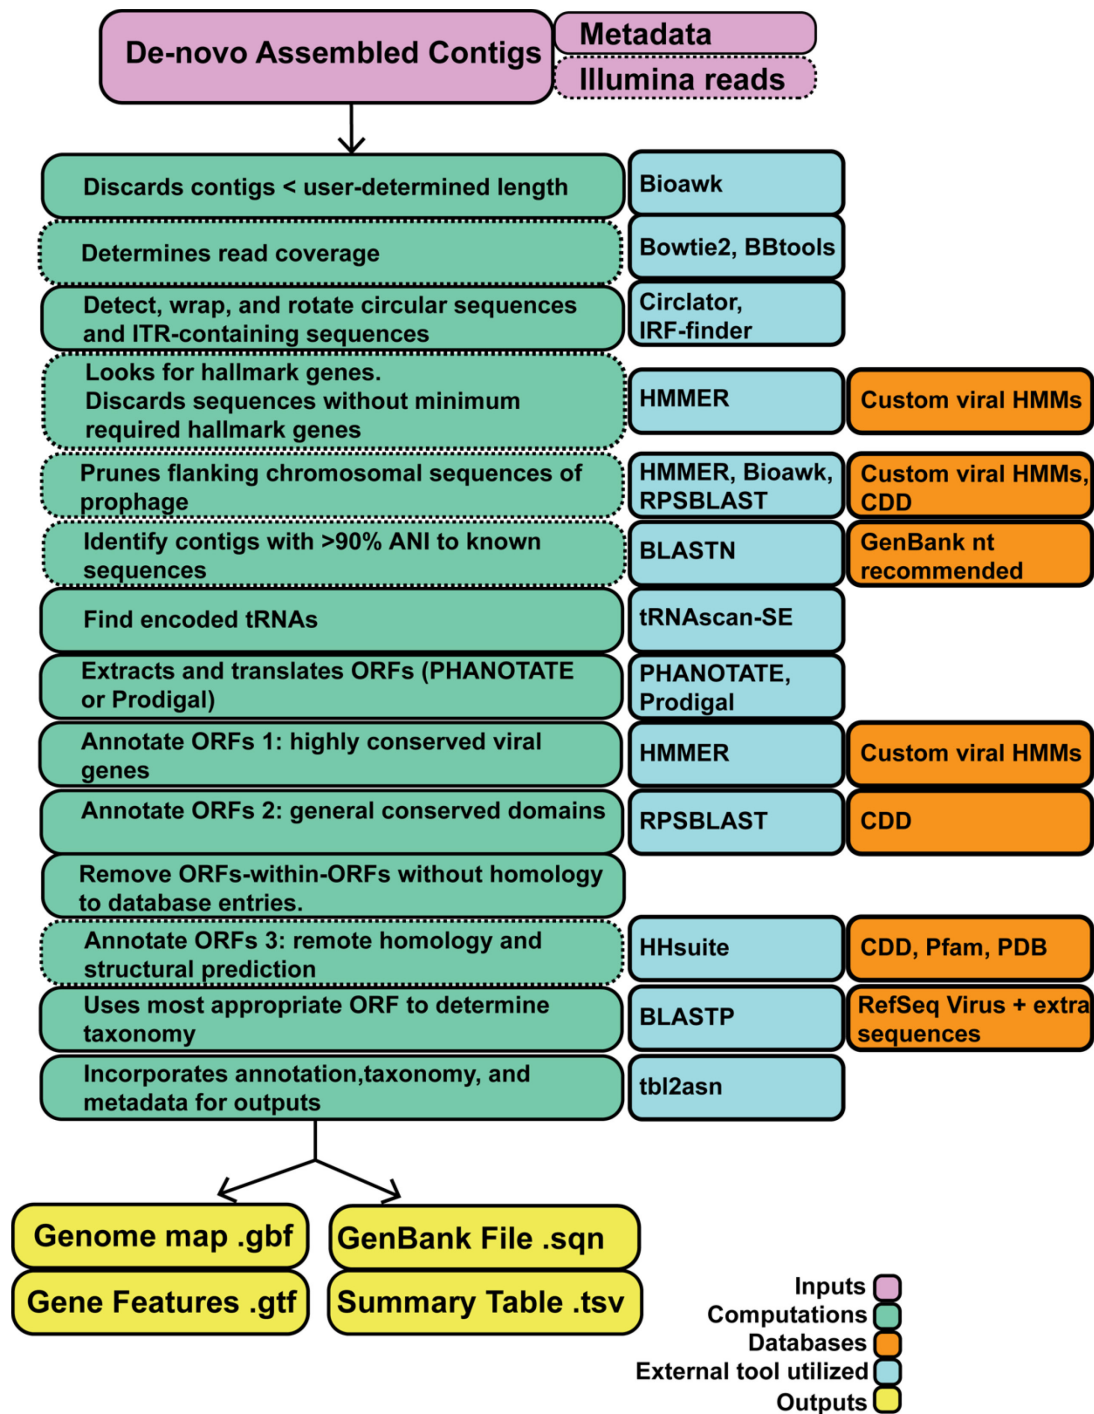 De-novo Assembled Contigs
Metadata
Illumina reads
Discards contigs < user-determined length
Bioawk
Determines read coverage
Bowtie2, BBtools
Detect, wrap, and rotate circular sequences
and ITR-containing sequences
Circlator,
IRF-finder
Looks for hallmark genes.
Discards sequences without minimum
required hallmark genes
HMMER
Custom viral HMMs
Prunes flanking chromosomal sequences of
prophage
HMMER, Bioawk,
RPSBLAST
Custom viral HMMs,
CDD
Identify contigs with >90% ANI to known
sequences
BLASTN
GenBank nt
recommended
Find encoded tRNAs
tRNAscan-SE
Extracts and translates ORFs (PHANOTATE
or Prodigal)
PHANOTATE,
Prodigal
Annotate ORFs 1: highly conserved viral
genes
HMMER
Custom viral HMMs
Annotate ORFs 2: general conserved domains
RPSBLAST
CDD
Remove ORFs-within-ORFs without homology
to database entries.
Annotate ORFs 3: remote homology and
structural prediction
HHsuite
CDD, Pfam, PDB
Uses most appropriate ORF to determine
taxonomy
BLASTP
RefSeq Virus + extra
sequences
Incorporates annotation,taxonomy, and
metadata for outputs
tbl2asn
Genome map .gbf
GenBank File .sqn
Gene Features .gtf
Summary Table .tsv
Inputs
Computations
Databases
External tool utilized
Outputs